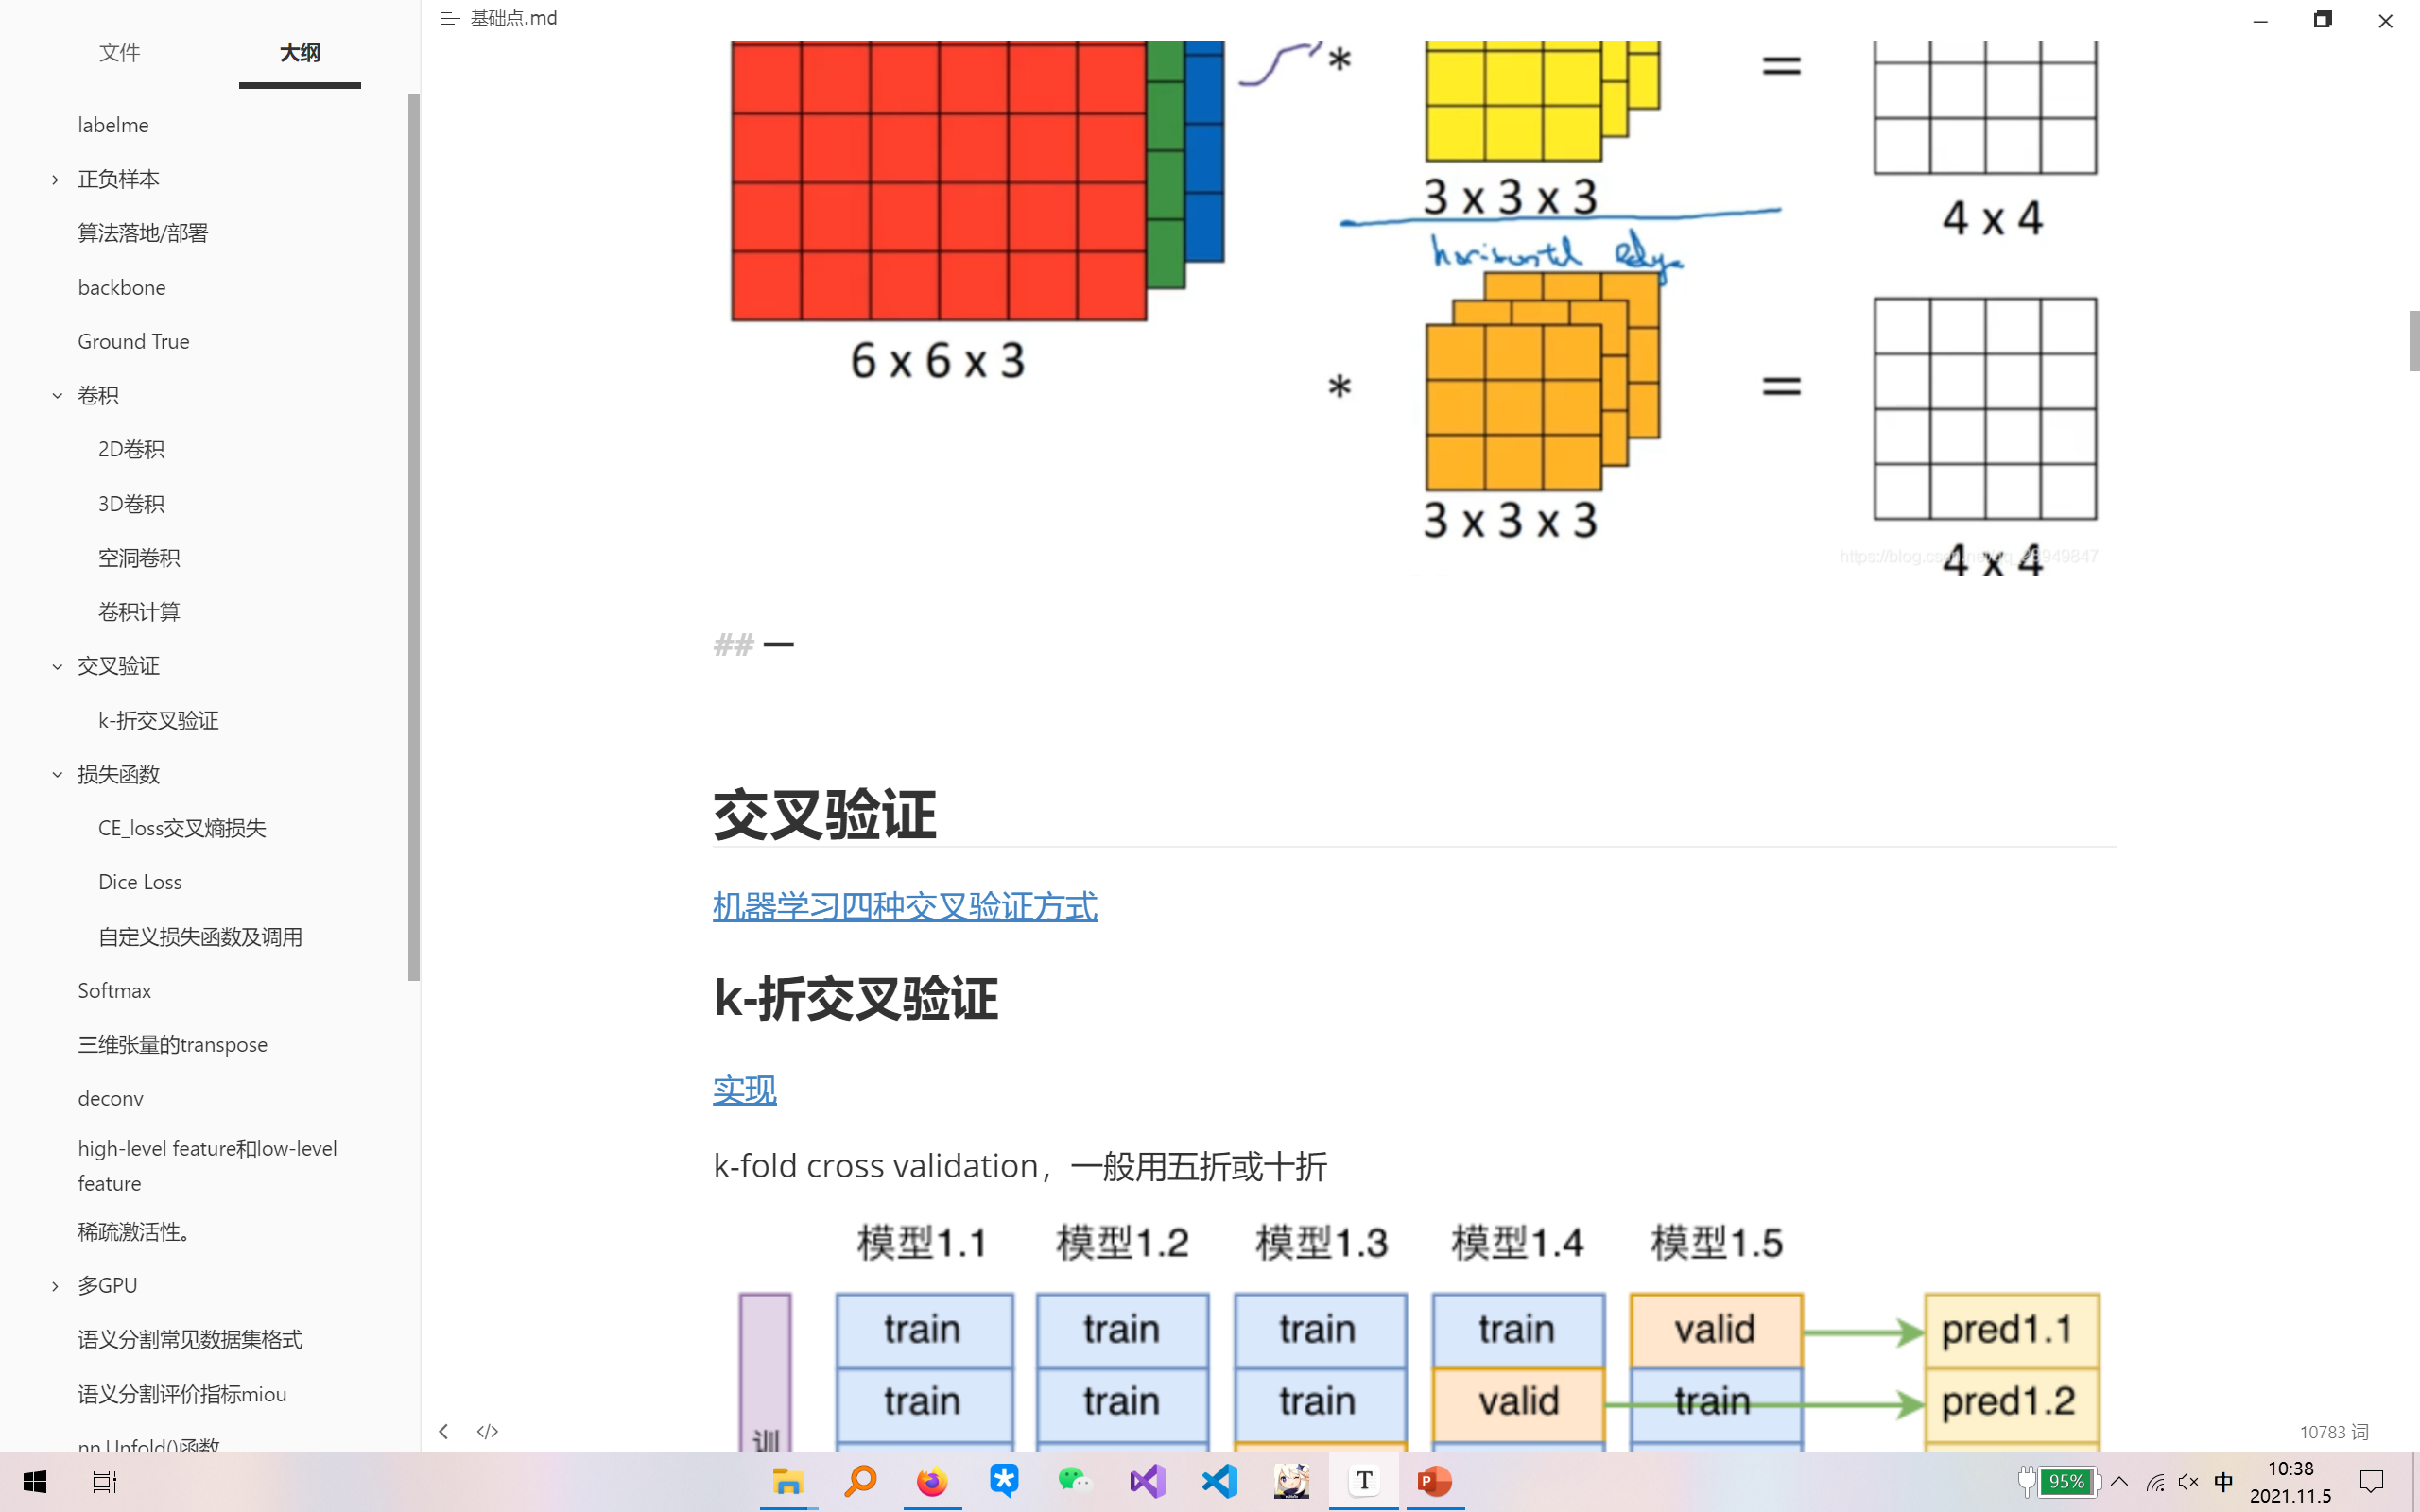 基础点.md
文件
大纲
labelme
正负样本
算法落地/部署
backbone
Ground True
卷积
2D卷积
3D卷积
空洞卷积
卷积计算
交叉验证
k-折交叉验证
损失函数
CE_loss交叉熵损失
Dice Loss
自定义损失函数及调用
Softmax
三维张量的transpose
deconv
high-level feature和low-level
feature
稀疏激活性。
多GPU
语义分割常见数据集格式
语义分割评价指标miou
nn.Unfold()函数
* =
3 x 3 x 3
4 x 4
horizontal edge
6 x 6 x 3
* =
3 x 3 x 3
4 x 4
## 一
交叉验证
机器学习四种交叉验证方式
k-折交叉验证
实现
k-fold cross validation，一般用五折或十折
模型1.1 模型1.2 模型1.3 模型1.4 模型1.5
train train train train valid pred1.1
train train train valid train pred1.2
训
10783 词
95%
中
10:38
2021.11.5